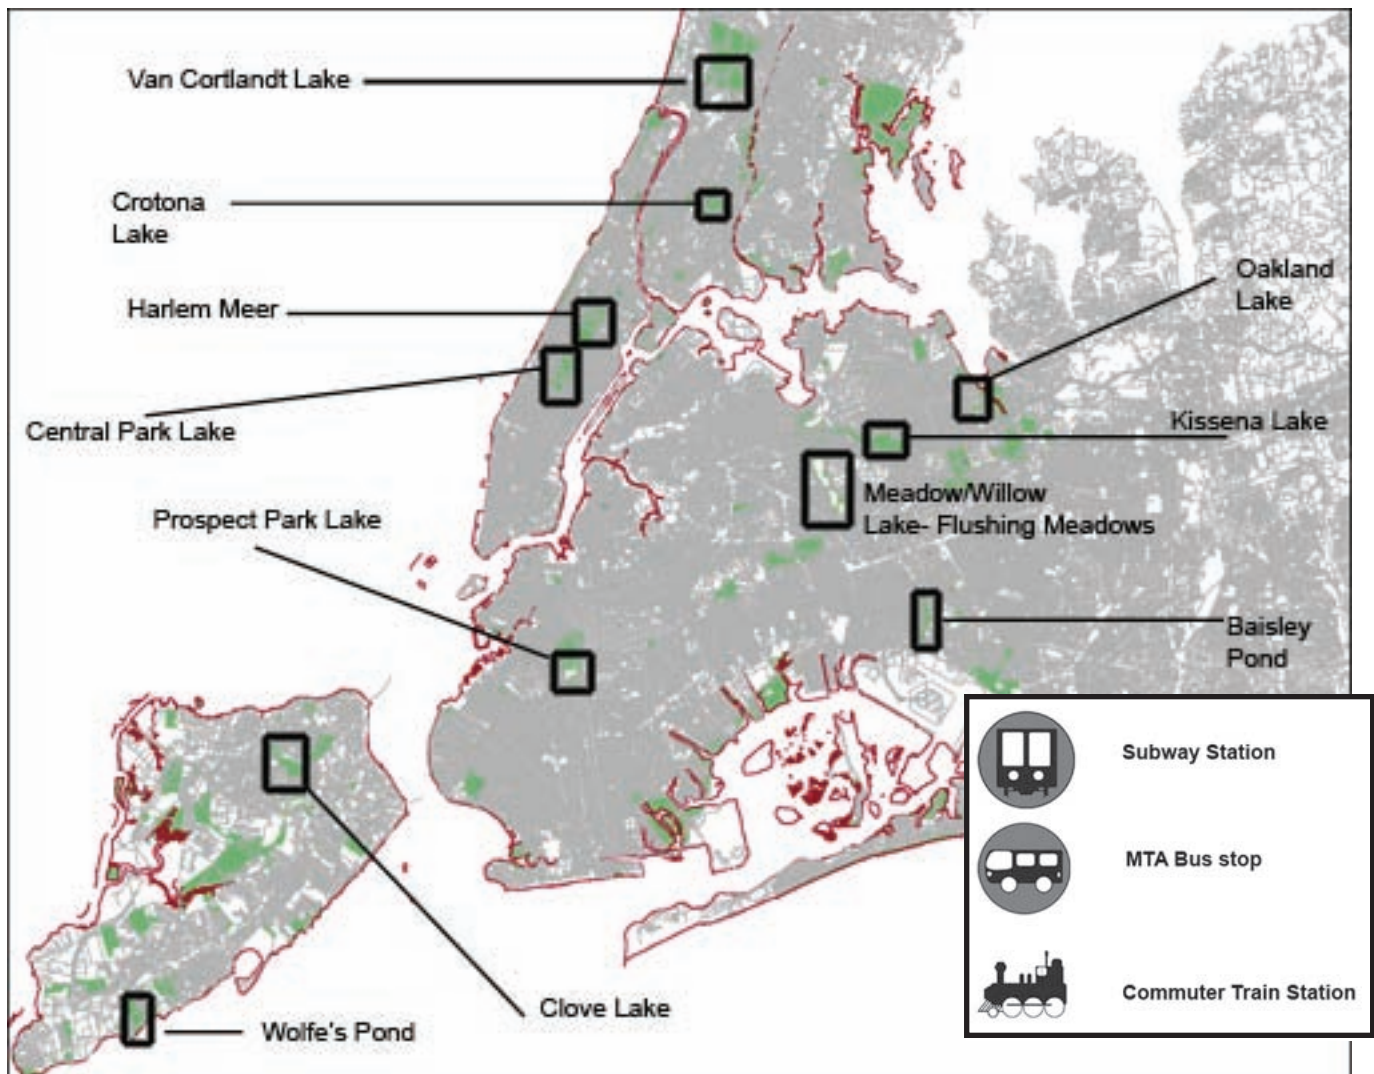 Van Cortlandt Lake
Crotona
Lake
Harlem Meer
Central Park Lake
Prospect Park Lake
Oakland
Lake
Kissena Lake
Meadow/Willow
Lake- Flushing Meadows
Baisley
Pond
Clove Lake
Wolfe's Pond
Subway Station
MTA Bus stop
Commuter Train Station